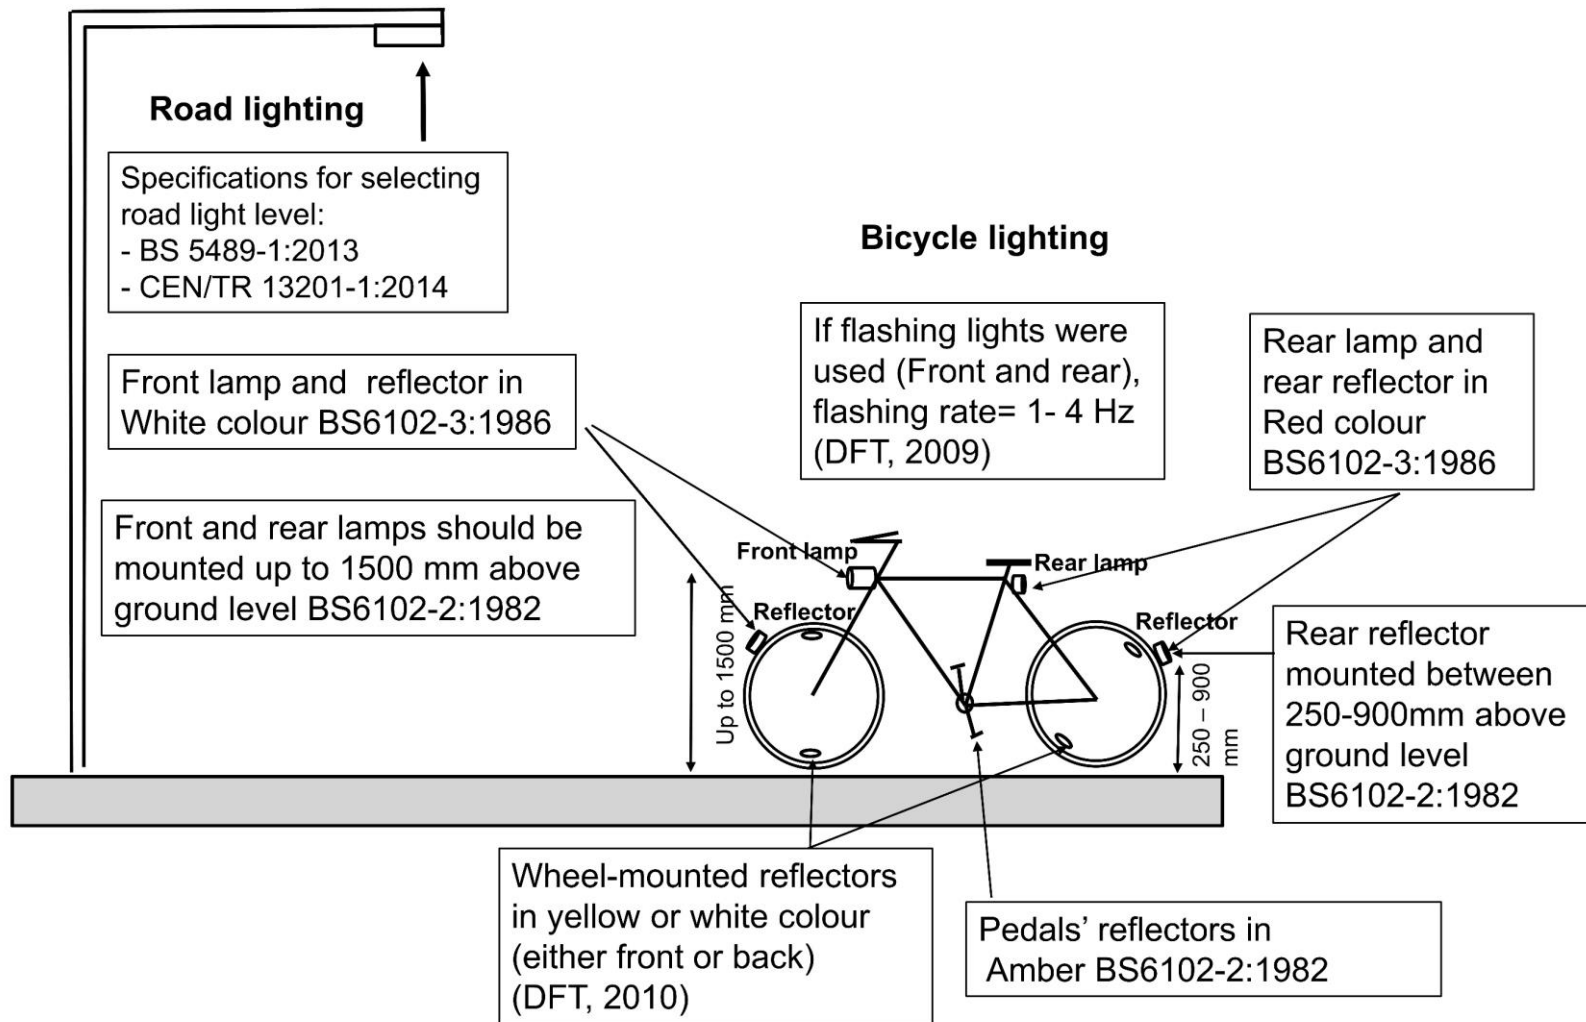 Road lighting
Specifications for selecting
road light level:
- BS 5489-1:2013
- CEN/TR 13201-1:2014
Bicycle lighting
Front lamp and reflector in
White colour BS6102-3:1986
If flashing lights were
used (Front and rear),
flashing rate= 1- 4 Hz
(DFT, 2009)
Rear lamp and
rear reflector in
Red colour
BS6102-3:1986
Front and rear lamps should be
mounted up to 1500 mm above
ground level BS6102-2:1982
Front lamp
Rear lamp
Reflector
Reflector
Up to 1500 mm
250 – 900
mm
Rear reflector
mounted between
250-900mm above
ground level
BS6102-2:1982
Wheel-mounted reflectors
in yellow or white colour
(either front or back)
(DFT, 2010)
Pedals’ reflectors in
Amber BS6102-2:1982